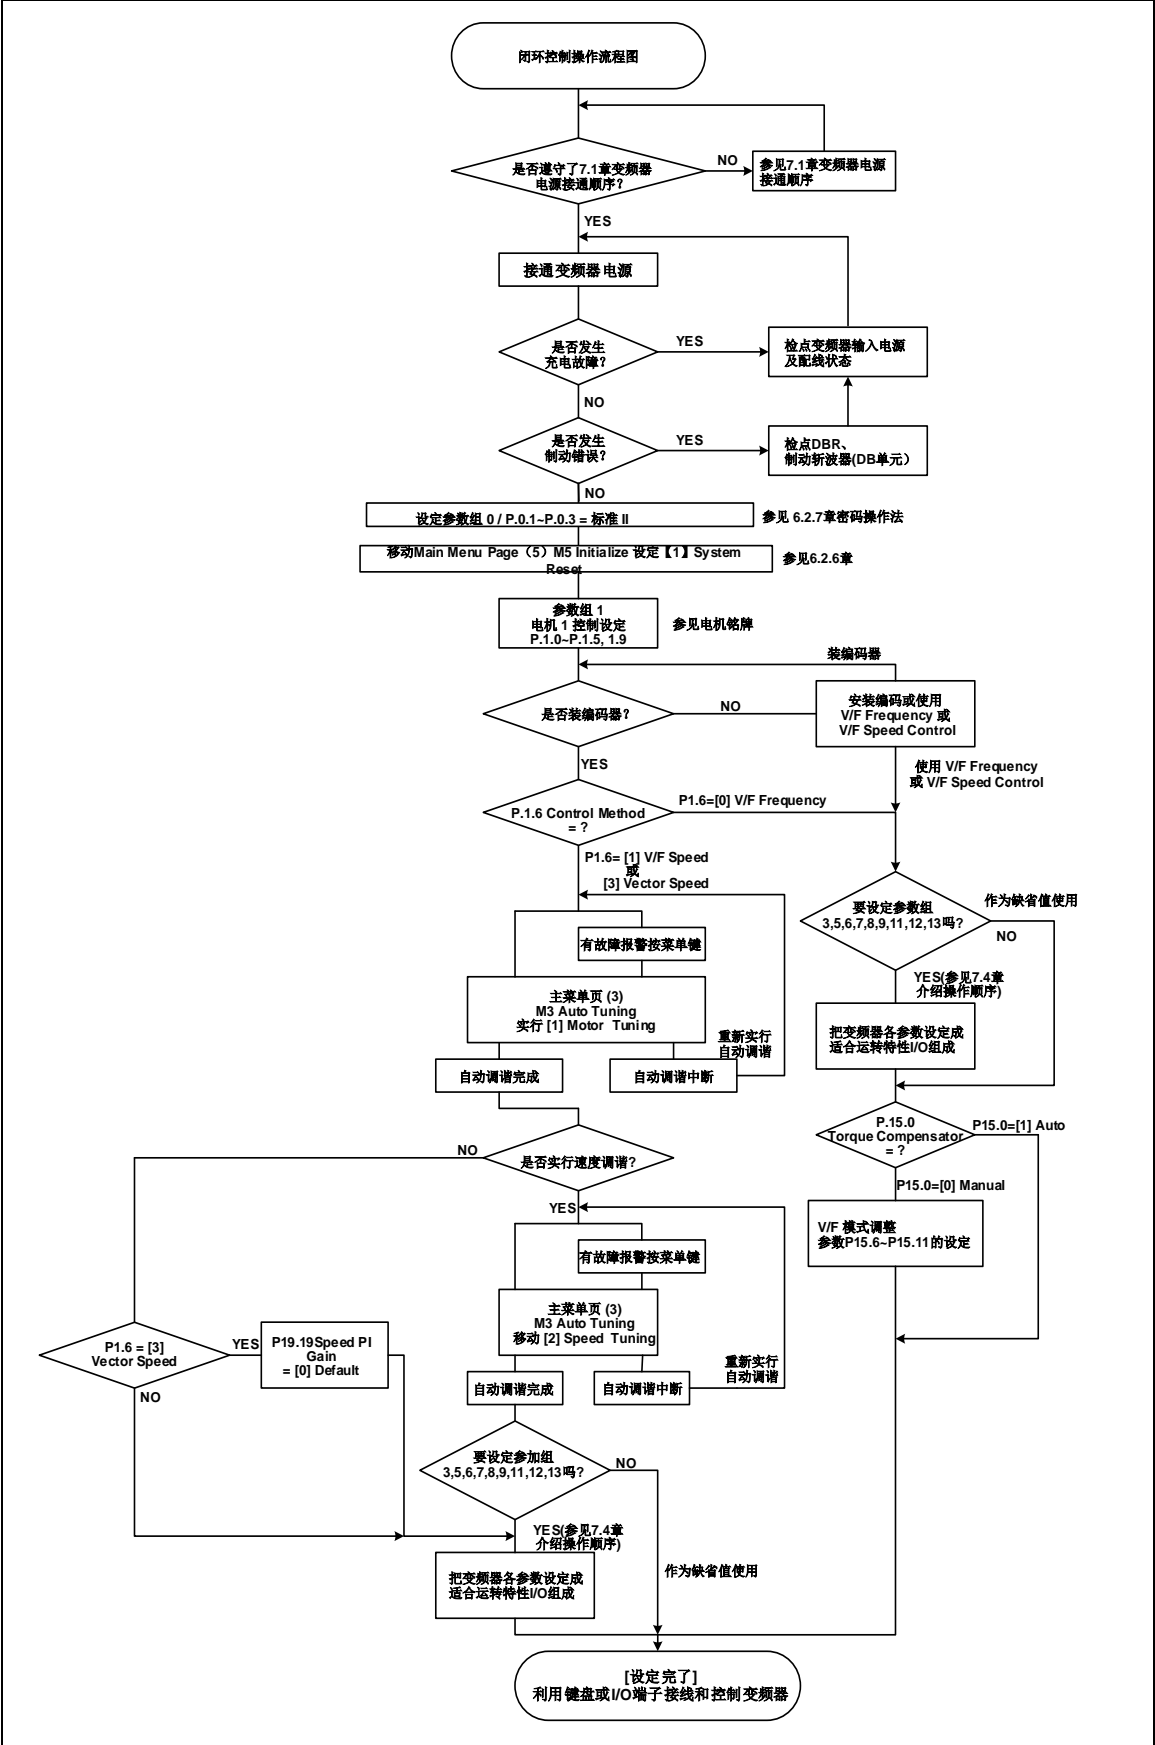 闭环控制操作流程图
是否遵守了7.1章变频器
电源接通顺序?
NO
参见7.1章变频器电源
接通顺序
YES
接通变频器电源
是否发生
充电故障?
YES
检点变频器输入电源
及配线状态
NO
是否发生
制动错误?
YES
检点DBR、
制动斩波器(DB单元）
NO
设定参数组 0 / P.0.1~P.0.3 = 标准 II
参见 6.2.7章密码操作法
移动Main Menu Page（5）M5 Initialize 设定【1】System
Reset
参见6.2.6章
参数组 1
电机 1 控制设定
P.1.0~P.1.5, 1.9
参见电机铭牌
装编码器
是否装编码器?
NO
安装编码或使用
V/F Frequency 或
V/F Speed Control
YES
使用 V/F Frequency
或 V/F Speed Control
P.1.6 Control Method
= ?
P1.6=[0] V/F Frequency
P1.6= [1] V/F Speed
或
[3] Vector Speed
要设定参数组
3,5,6,7,8,9,11,12,13吗?
作为缺省值使用
NO
有故障报警按菜单键
YES(参见7.4章
介绍操作顺序)
主菜单页 (3)
M3 Auto Tuning
实行 [1] Motor Tuning
把变频器各参数设定成
适合运转特性I/O组成
重新实行
自动调谐
自动调谐完成
自动调谐中断
P.15.0
Torque Compensator
= ?
P15.0=[1] Auto
NO
是否实行速度调谐?
P15.0=[0] Manual
YES
V/F 模式调整
参数P15.6~P15.11的设定
有故障报警按菜单键
主菜单页 (3)
M3 Auto Tuning
移动 [2] Speed Tuning
P1.6 = [3]
Vector Speed
YES
P19.19Speed PI
Gain
= [0] Default
重新实行
自动调谐
NO
自动调谐完成
自动调谐中断
要设定参加组
3,5,6,7,8,9,11,12,13吗?
NO
YES(参见7.4章
介绍操作顺序)
把变频器各参数设定成
适合运转特性I/O组成
作为缺省值使用
[设定完了]
利用键盘或I/O端子接线和控制变频器